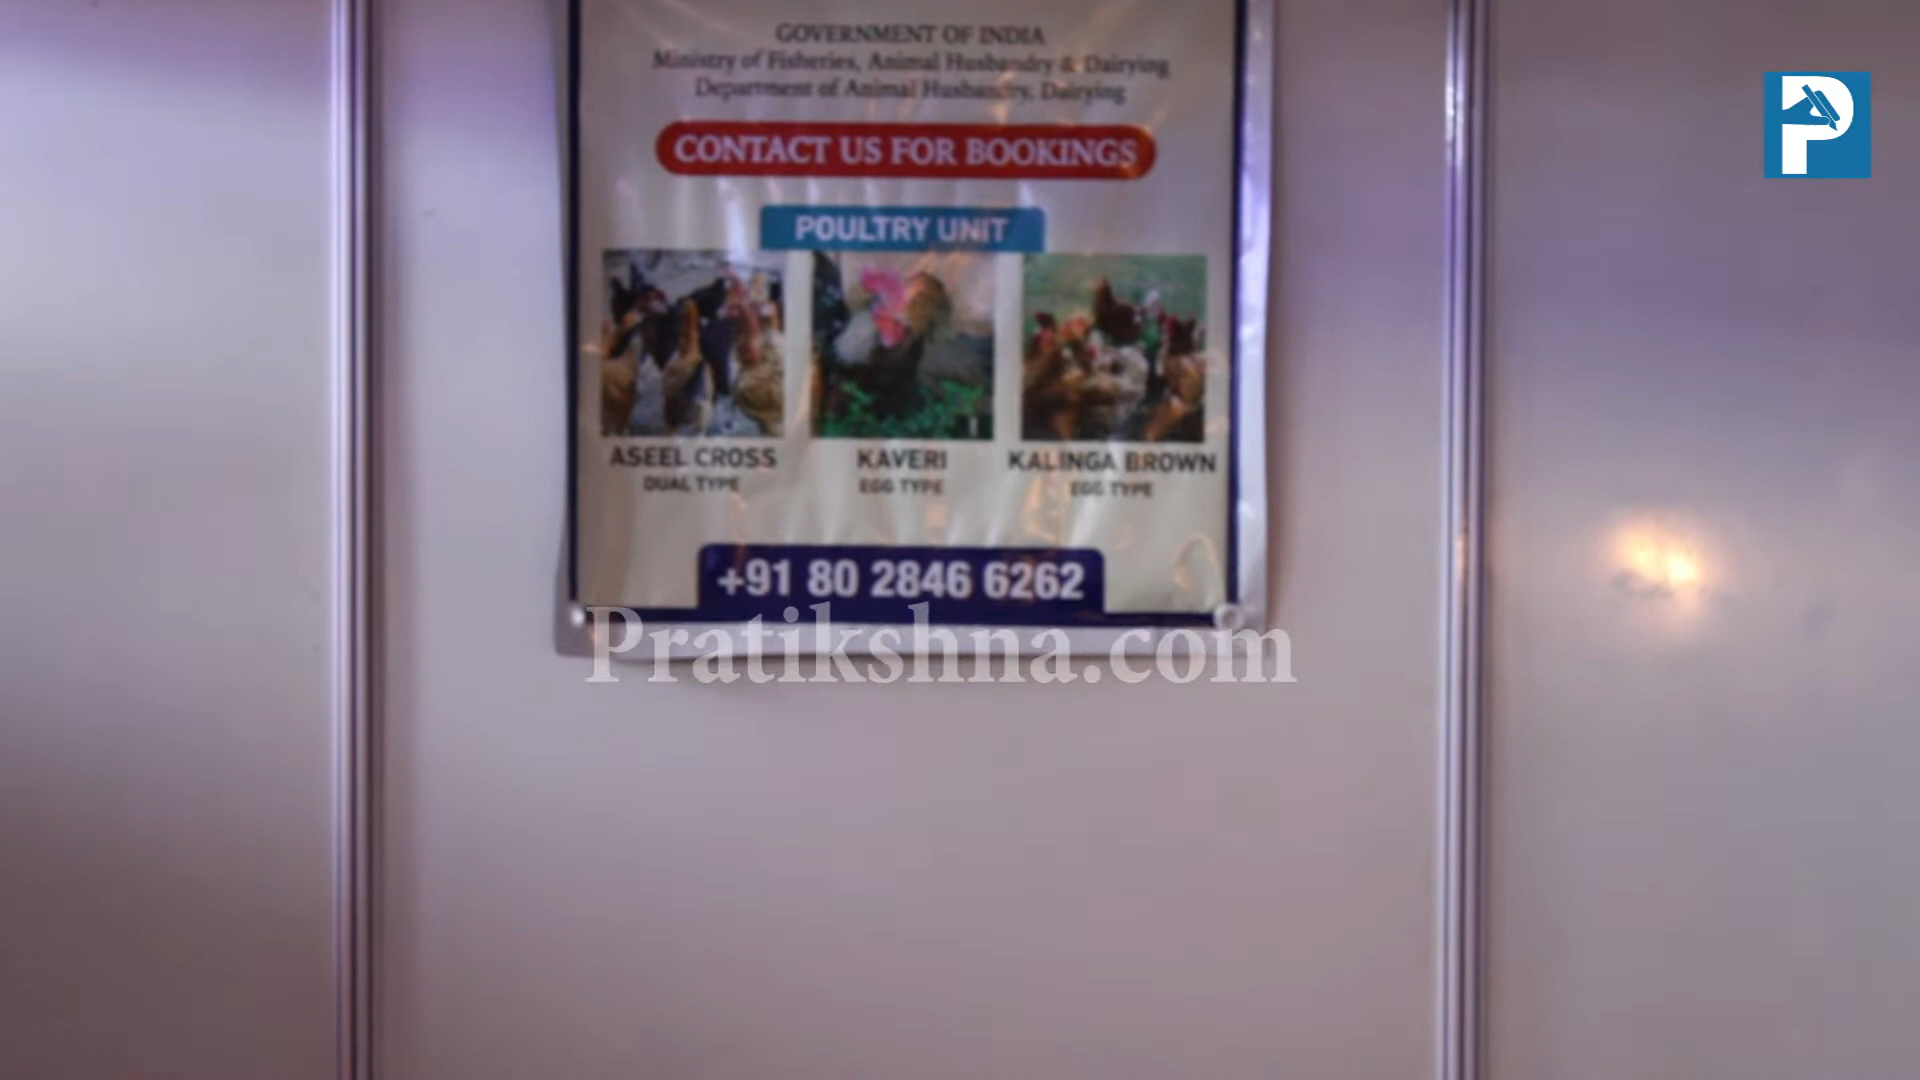 GOVERNMENT OF INDIA
Ministry of Fisheries, Animal Husbandry & Dairying
Department of Animal Husbandry, Dairying
CONTACT US FOR BOOKINGS
POULTRY UNIT
ASEEL CROSS
DUAL TYPE
KAVERI
EGG TYPE
KALINGA BROWN
EGG TYPE
+91 80 2846 6262
Pratikshna.com
P